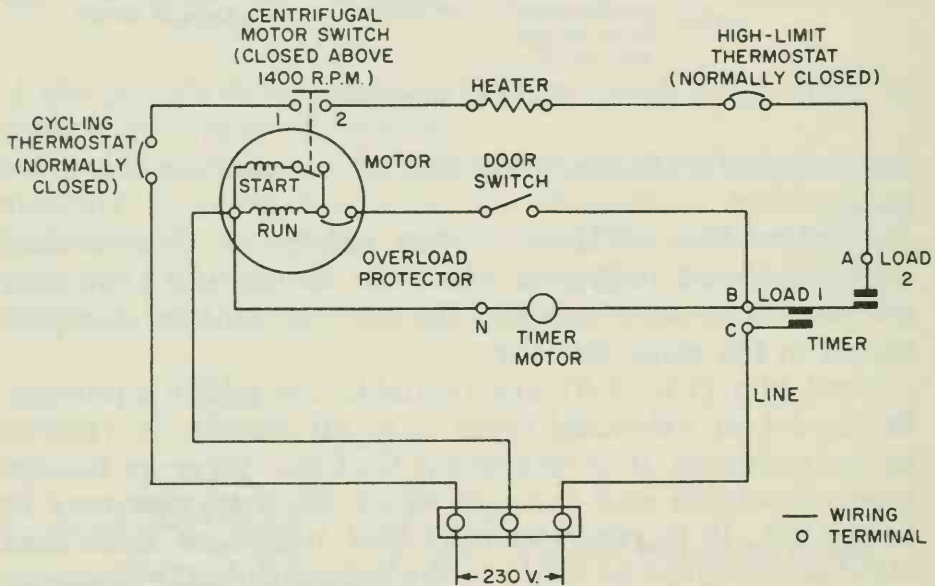 CENTRIFUGAL
MOTOR SWITCH
(CLOSED ABOVE
1400 R.P.M.)
HIGH-LIMIT
THERMOSTAT
(NORMALLY CLOSED)
HEATER
1 2
CYCLING
THERMOSTAT
(NORMALLY
CLOSED)
MOTOR
DOOR
SWITCH
START
RUN
OVERLOAD
PROTECTOR
A LOAD
2
B LOAD 1
N
C
TIMER
MOTOR
TIMER
LINE
WIRING
TERMINAL
230 V.